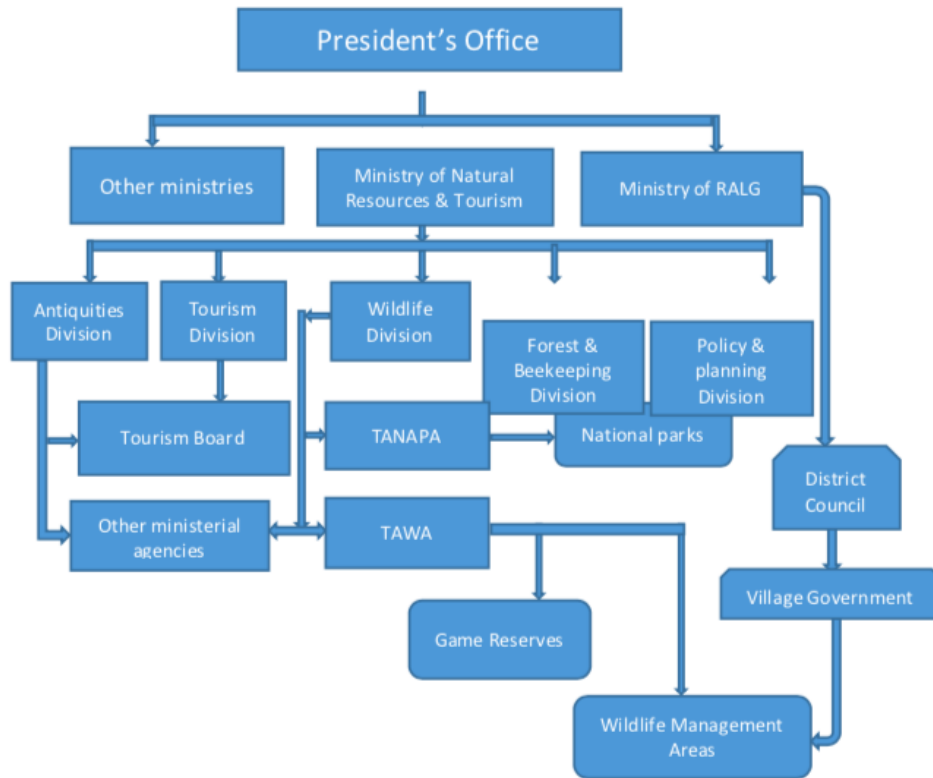 President's Office
Other ministries
Ministry of Natural
Resources & Tourism
Ministry of RALG
Antiquities
Division
Tourism
Division
Wildlife
Division
Forest &
Beekeeping
Division
Policy &
planning
Division
Tourism Board
TANAPA
National parks
District
Council
Other ministerial
agencies
TAWA
Village Government
Game Reserves
Wildlife Management
Areas